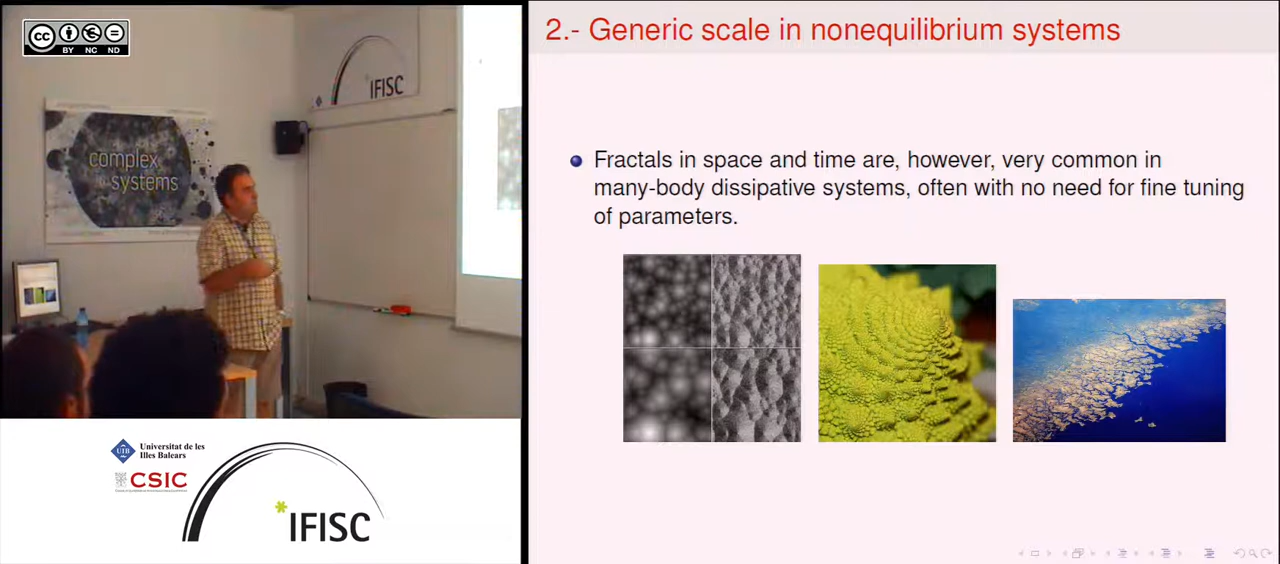 cc
BY NC ND
IFISC
complex
systems
Universitat de les
Illes Balears
UIB
CSIC
IFISC
2.- Generic scale in nonequilibrium systems
Fractals in space and time are, however, very common in
many-body dissipative systems, often with no need for fine tuning
of parameters.